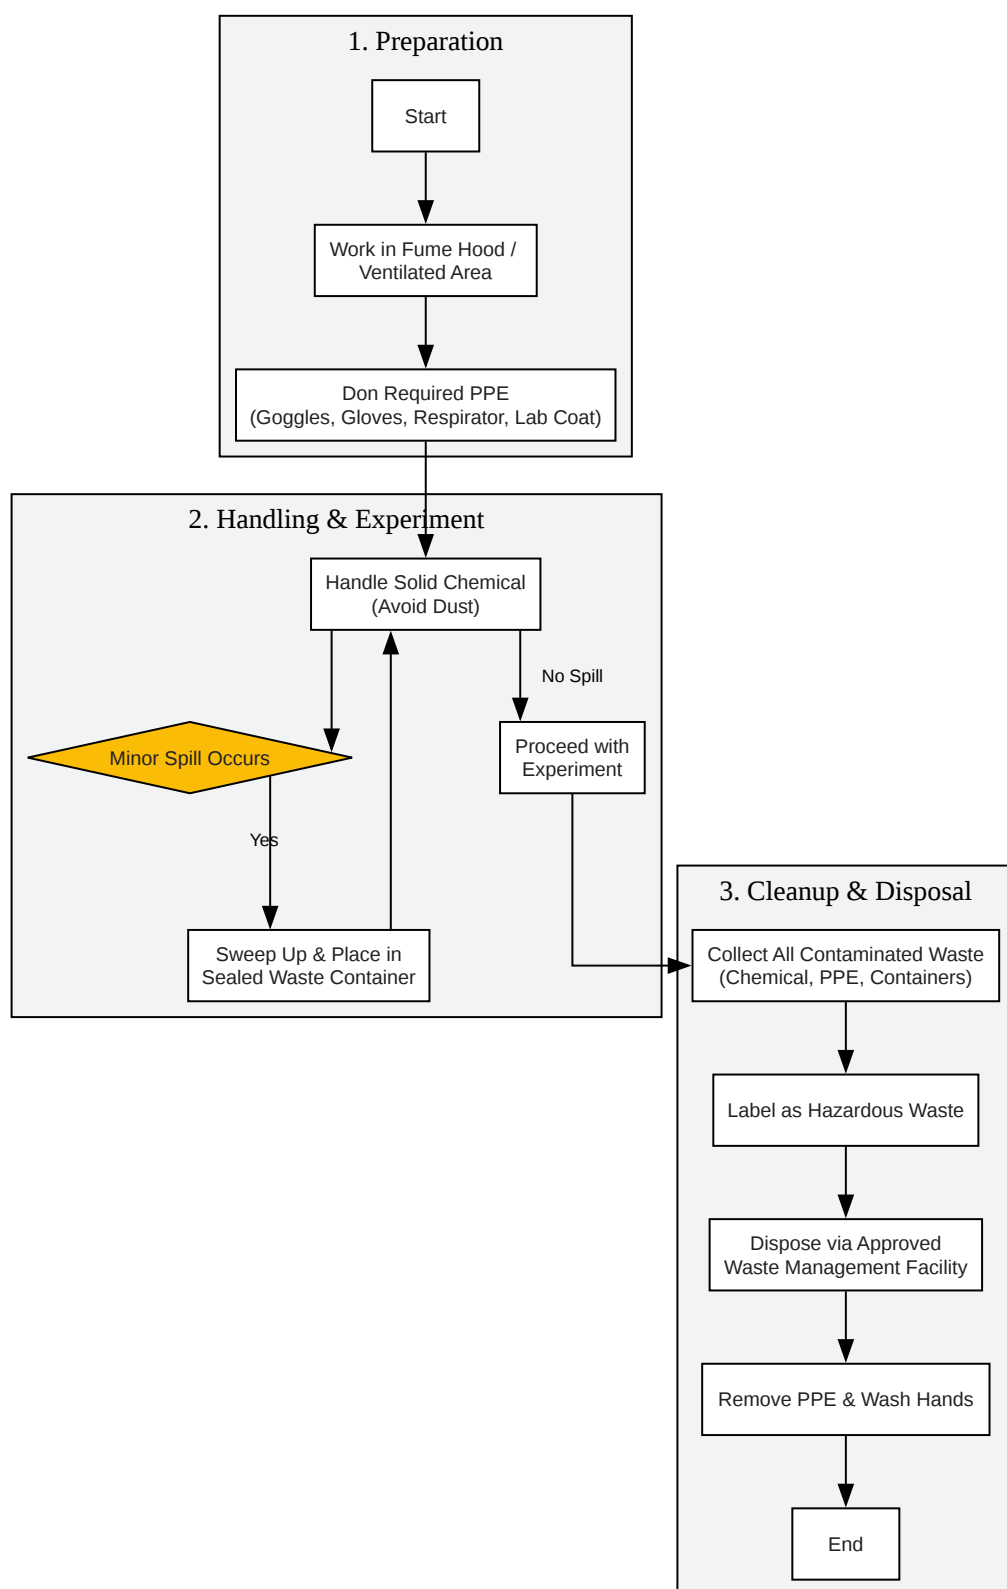 1. Preparation
Start
Work in Fume Hood /
Ventilated Area
Don Required PPE
(Goggles, Gloves, Respirator, Lab Coat)
2. Handling & Experiment
Handle Solid Chemical
(Avoid Dust)
No Spill
Minor Spill Occurs
Proceed with
Experiment
Yes
Sweep Up & Place in
Sealed Waste Container
3. Cleanup & Disposal
Collect All Contaminated Waste
(Chemical, PPE, Containers)
Label as Hazardous Waste
Dispose via Approved
Waste Management Facility
Remove PPE & Wash Hands
End